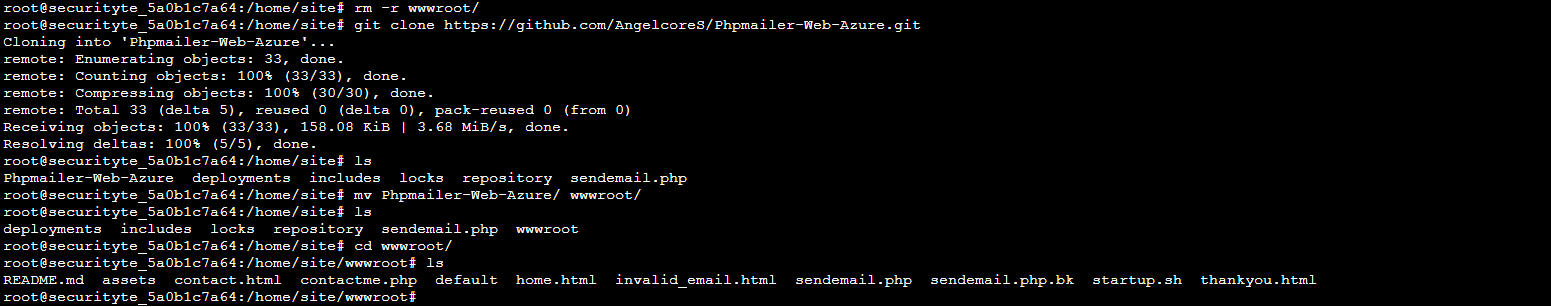 root@securityte_5a0b1c7a64:/home/site# rm -r wwwroot/
root@securityte_5a0b1c7a64:/home/site# git clone https://github.com/AngelcoreS/Phpmailer-Web-Azure.git
Cloning into 'Phpmailer-Web-Azure'...
remote: Enumerating objects: 33, done.
remote: Counting objects: 100% (33/33), done.
remote: Compressing objects: 100% (30/30), done.
remote: Total 33 (delta 5), reused 0 (delta 0), pack-reused 0 (from 0)
Receiving objects: 100% (33/33), 158.08 KiB | 3.68 MiB/s, done.
Resolving deltas: 100% (5/5), done.
root@securityte_5a0b1c7a64:/home/site# ls
Phpmailer-Web-Azure  deployments  includes  locks  repository  sendemail.php
root@securityte_5a0b1c7a64:/home/site# mv Phpmailer-Web-Azure/ wwwroot/
root@securityte_5a0b1c7a64:/home/site# ls
deployments  includes  locks  repository  sendemail.php  wwwroot
root@securityte_5a0b1c7a64:/home/site# cd wwwroot/
root@securityte_5a0b1c7a64:/home/site/wwwroot# ls
README.md  assets  contact.html  contactme.php  default  home.html  invalid_email.html  sendemail.php  sendemail.php.bk  startup.sh  thankyou.html
root@securityte_5a0b1c7a64:/home/site/wwwroot#